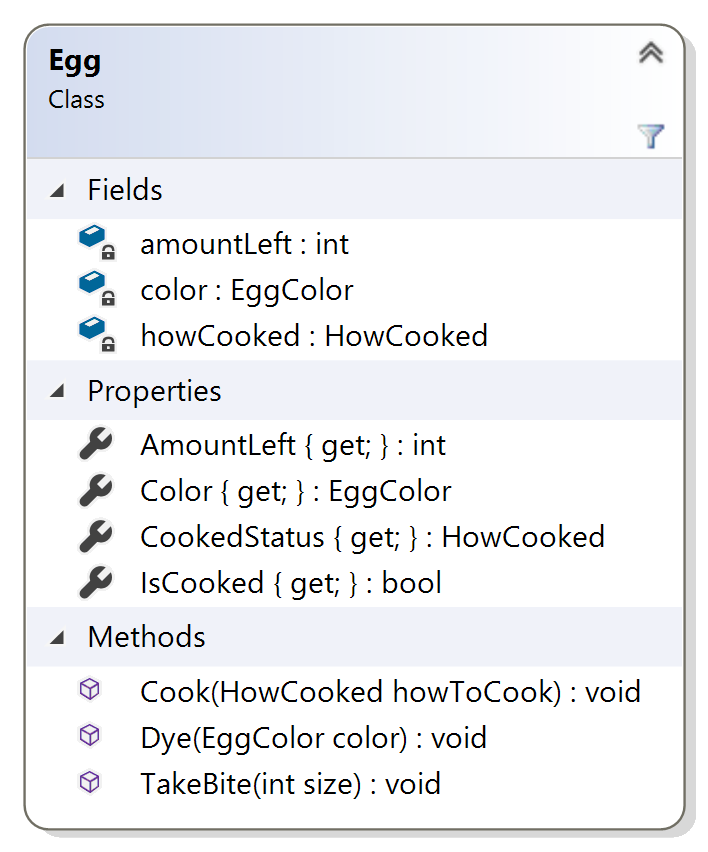 Egg
Class
Fields
amountLeft : int
color : EggColor
howCooked : HowCooked
Properties
AmountLeft { get; } : int
Color { get; } : EggColor
CookedStatus { get; } : HowCooked
IsCooked { get; } : bool
Methods
Cook(HowCooked howToCook) : void
Dye(EggColor color) : void
TakeBite(int size) : void